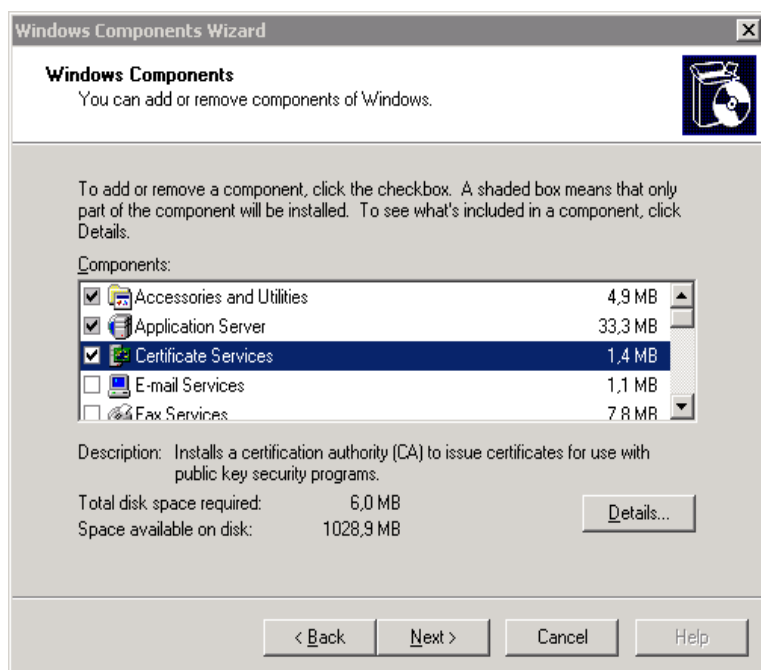 Windows Components Wizard
Windows Components
You can add or remove components of Windows.
To add or remove a component, click the checkbox. A shaded box means that only
part of the component will be installed. To see what's included in a component, click
Details.
Components:
Accessories and Utilities 4,9 MB
Application Server 33,3 MB
Certificate Services 1,4 MB
E-mail Services 1,1 MB
Fax Services 7,8 MB
Description: Installs a certification authority (CA) to issue certificates for use with
public key security programs.
Total disk space required: 6,0 MB
Space available on disk: 1028,9 MB
Details...
< Back Next > Cancel Help